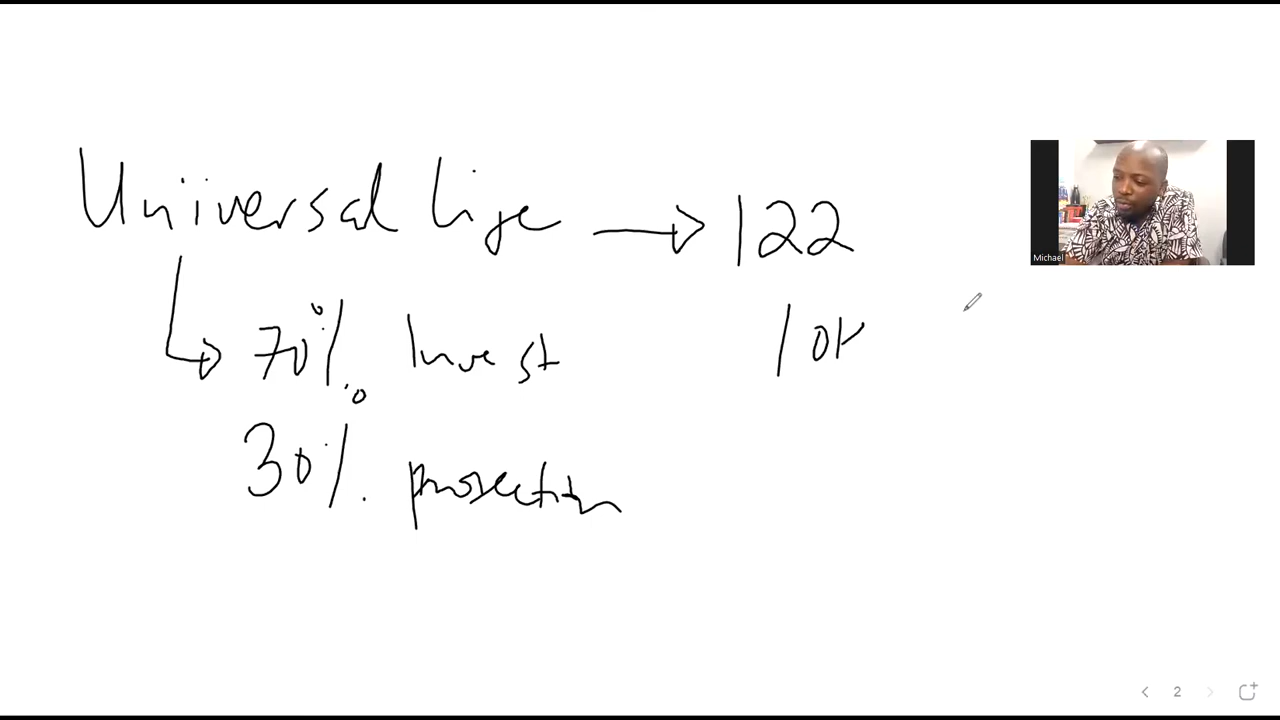 Universal Life → 122
70% Invest
10k
30% protection
Michael
2